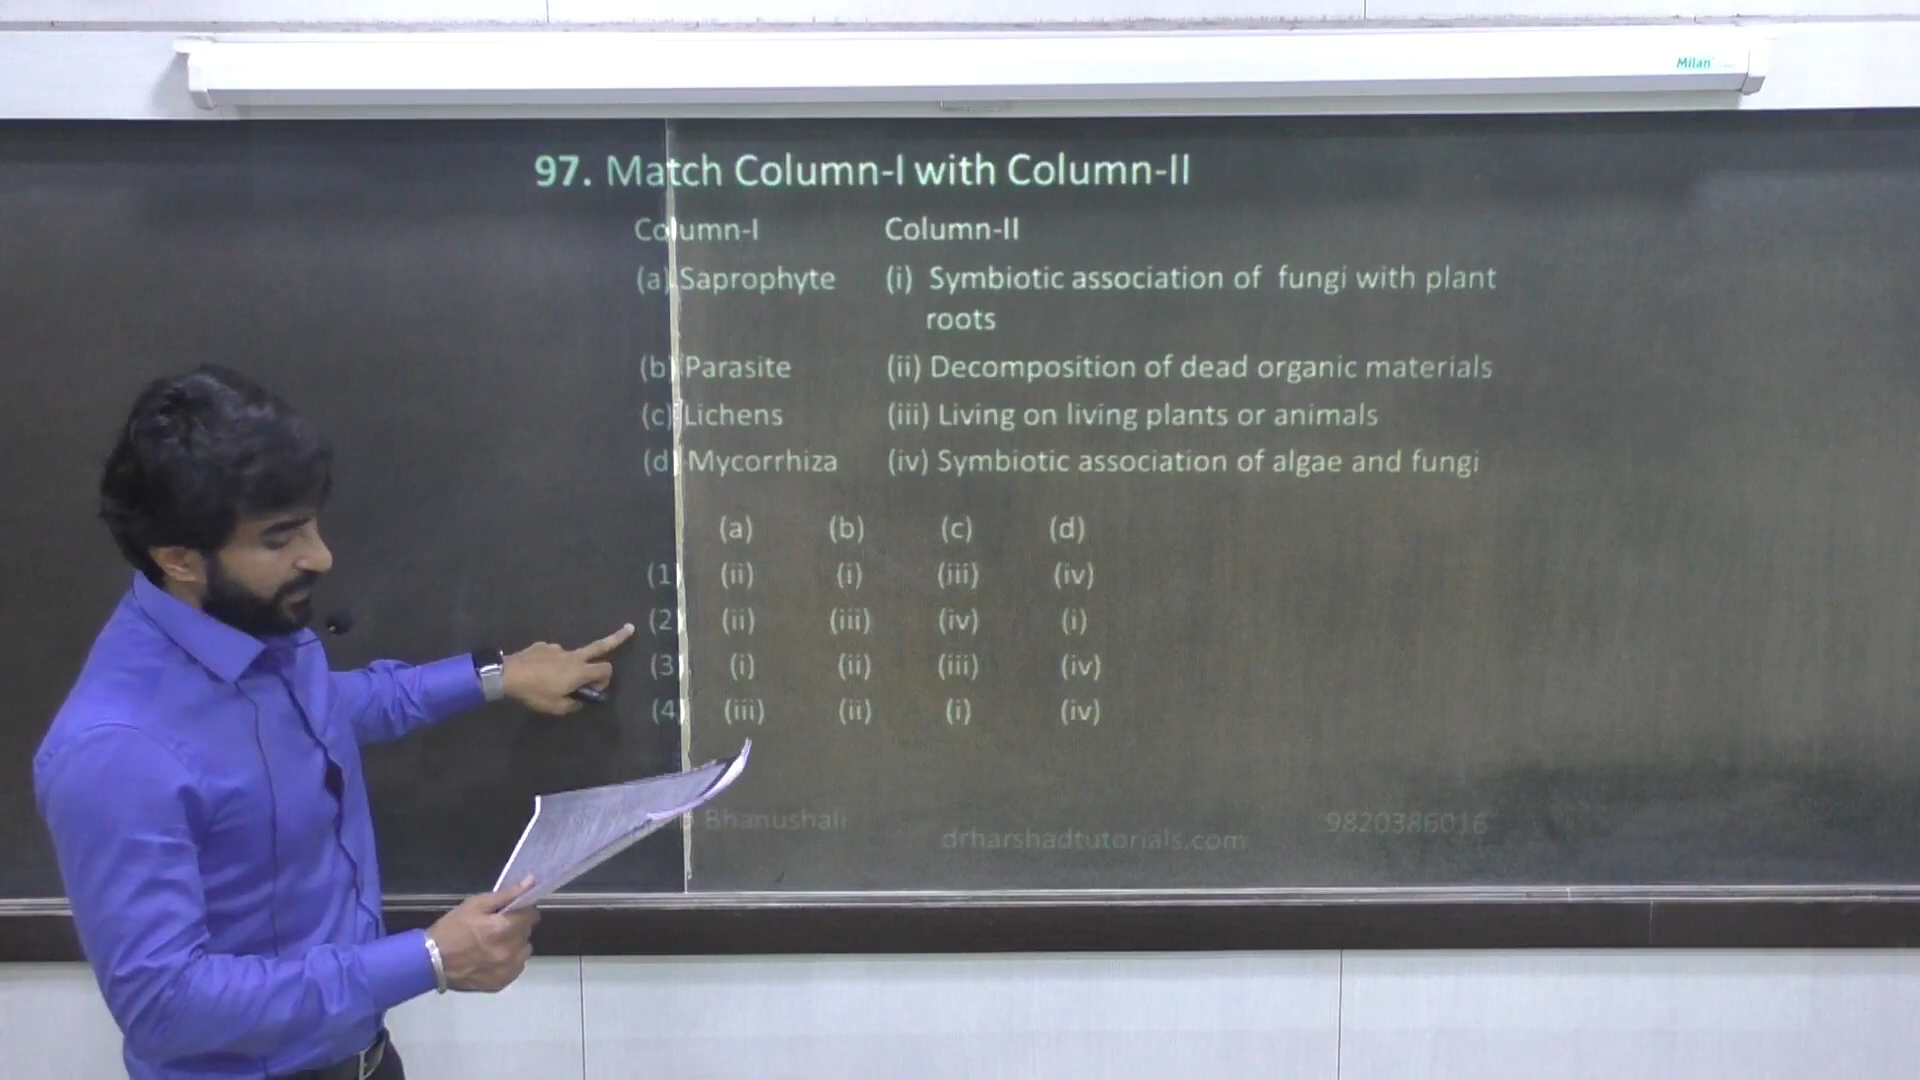 Milan
97. Match Column-I with Column-II
Column-I Column-II
(a) Saprophyte (i) Symbiotic association of fungi with plant
roots
(b) Parasite (ii) Decomposition of dead organic materials
(c) Lichens (iii) Living on living plants or animals
(d) Mycorrhiza (iv) Symbiotic association of algae and fungi
(a) (b) (c) (d)
(1) (ii) (i) (iii) (iv)
(2) (ii) (iii) (iv) (i)
(3) (i) (ii) (iii) (iv)
(4) (iii) (ii) (i) (iv)
Bhanushali drharshadtutorials.com 9820386016